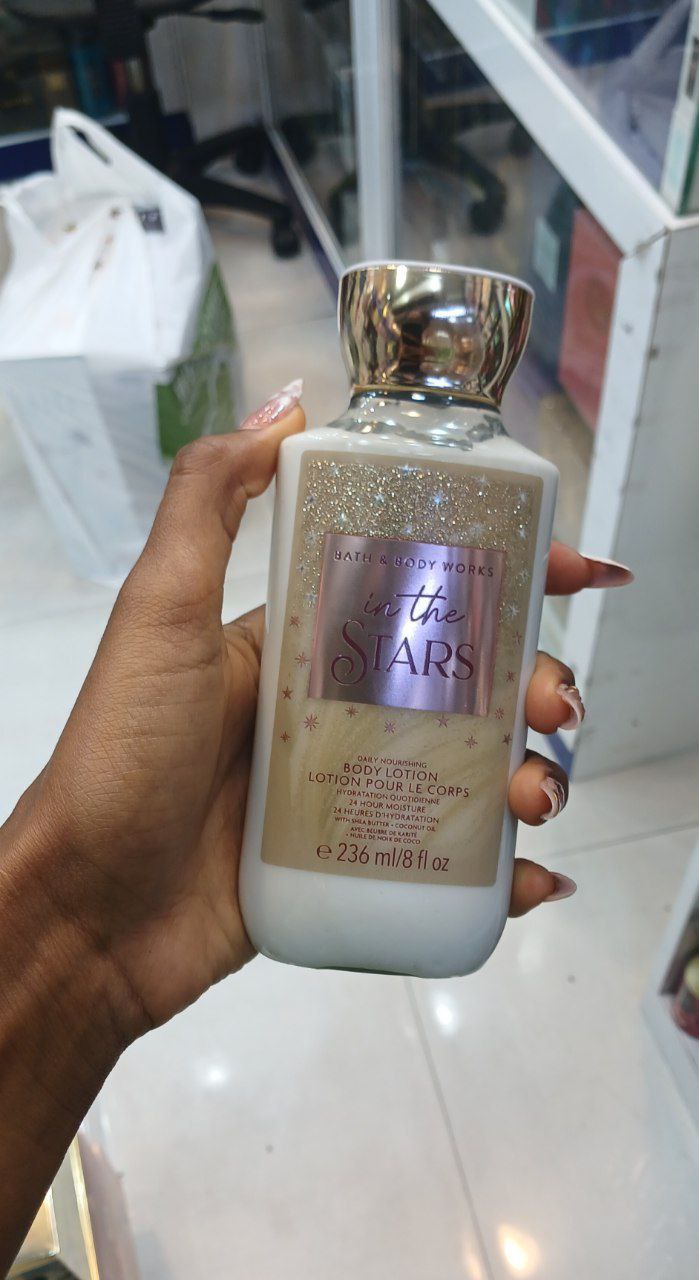 BATH & BODY WORKS
in the
STARS
DAILY NOURISHING
BODY LOTION
LOTION POUR LE CORPS
HYDRATATION QUOTIDIENNE
24 HOUR MOISTURE
24 HEURES D'HYDRATATION
WITH SHEA BUTTER + COCONUT OIL
AVEC BEURRE DE KARITÉ
+ HUILE DE NOIX DE COCO
e 236 ml/8 fl oz